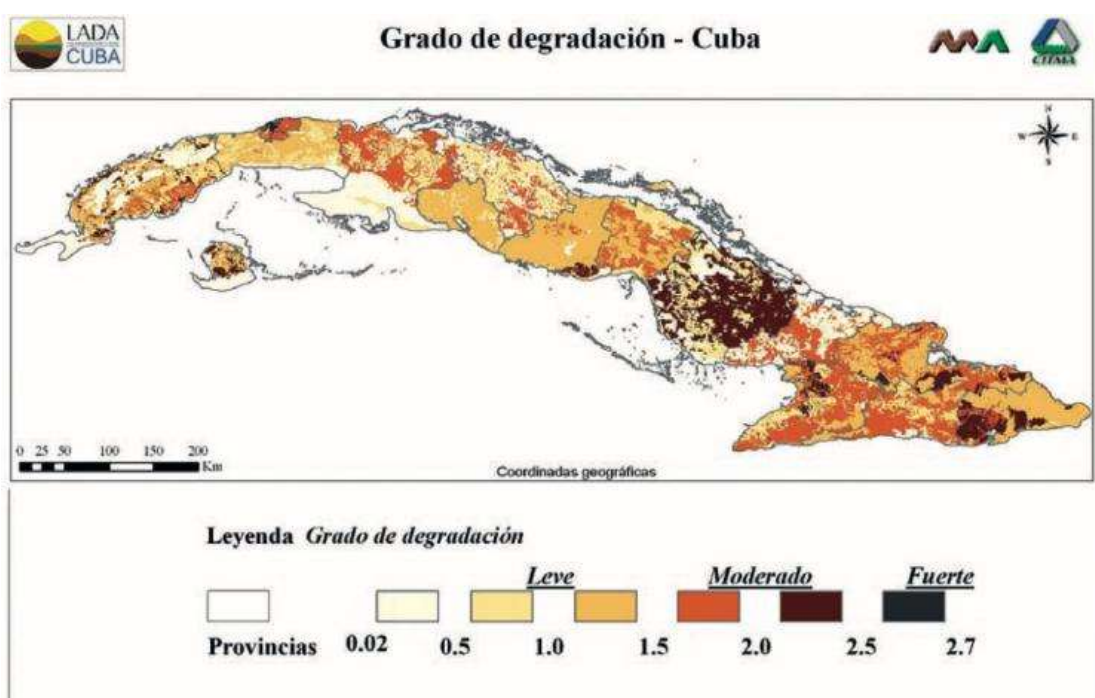 LADA
CUBA
Grado de degradación - Cuba
CITMA
N
W E
S
0 25 50 100 150 200
Km
Coordinadas geográficas
Leyenda Grado de degradación
Leve Moderado Fuerte
Provincias 0.02 0.5 1.0 1.5 2.0 2.5 2.7